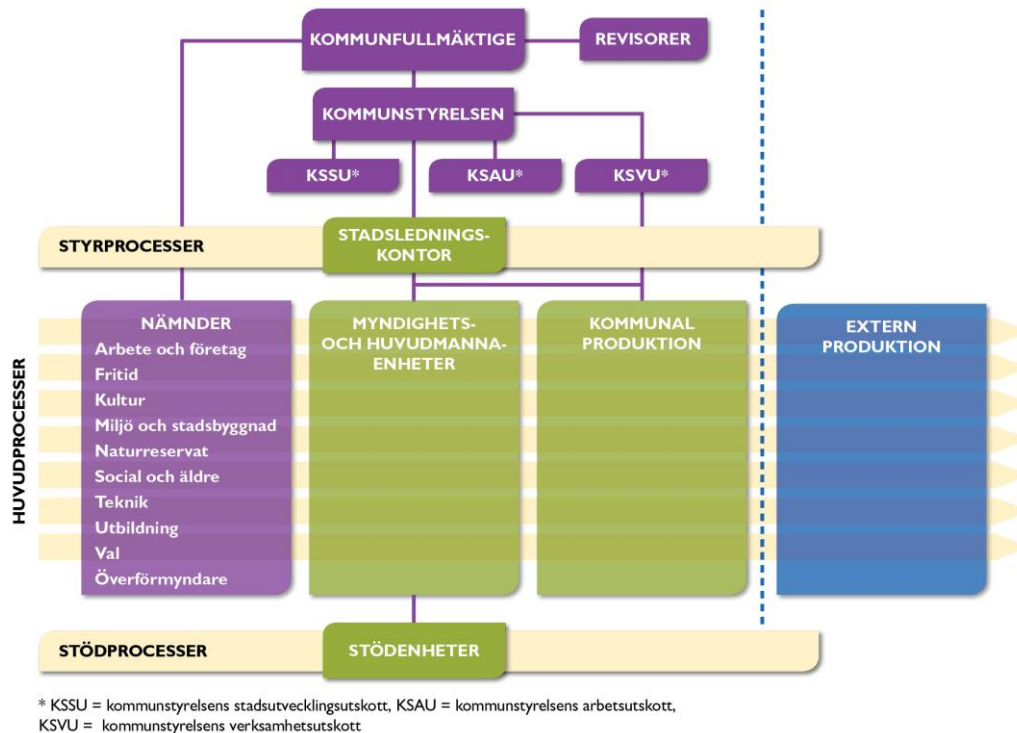 KOMMUNFULLMÄKTIGE
REVISORER
KOMMUNSTYRELSEN
KSSU*
KSAU*
KSVU*
STYRPROCESSER
STADSLEDNINGS-
KONTOR
HUVUDPROCESSER
NÄMNDER
Arbete och företag
Fritid
Kultur
Miljö och stadsbyggnad
Naturreservat
Social och äldre
Teknik
Utbildning
Val
Överförmyndare
MYNDIGHETS-
OCH HUVUDMANNA-
ENHETER
KOMMUNAL
PRODUKTION
EXTERN
PRODUKTION
STÖDPROCESSER
STÖDENHETER
* KSSU = kommunstyrelsens stadsutvecklingsutskott, KSAU = kommunstyrelsens arbetsutskott,
KSVU = kommunstyrelsens verksamhetsutskott